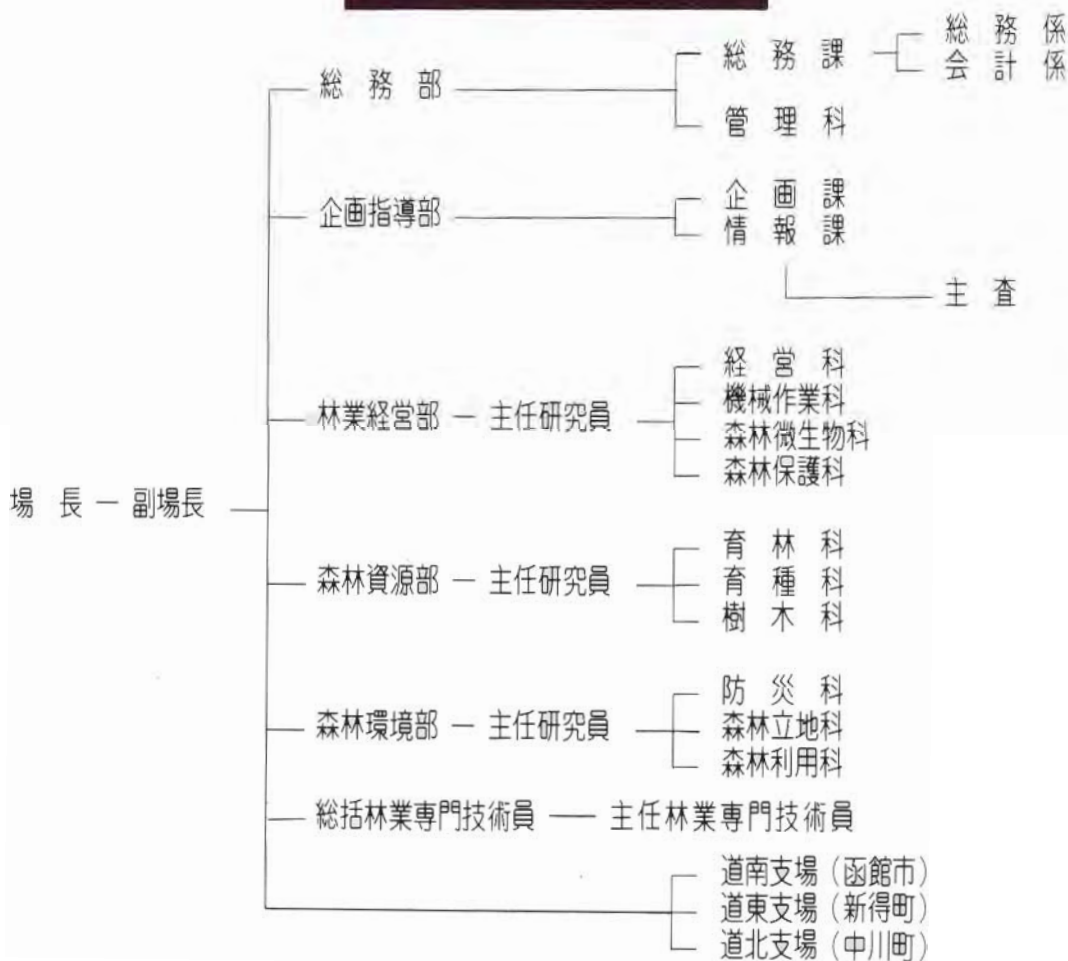 総務係
総務課
会計係
総務部
管理科
企画課
企画指導部
情報課
主査
経営科
機械作業科
林業経営部 ー 主任研究員
森林微生物科
森林保護科
場長 ー 副場長
育林科
森林資源部 ー 主任研究員
育種科
樹木科
防災科
森林環境部 ー 主任研究員
森林立地科
森林利用科
総括林業専門技術員 ― 主任林業専門技術員
道南支場(函館市)
道東支場(新得町)
道北支場(中川町)